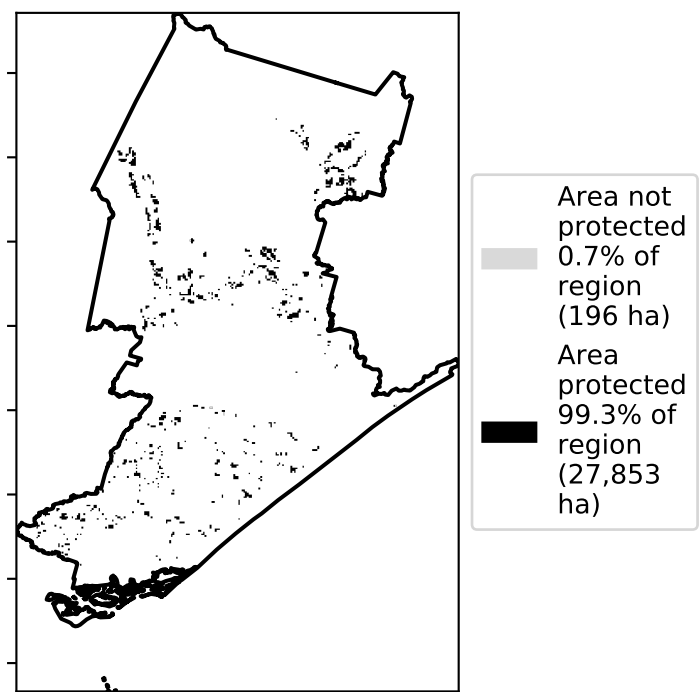 Area not
protected
0.7% of
region
(196 ha)
Area
protected
99.3% of
region
(27,853
ha)